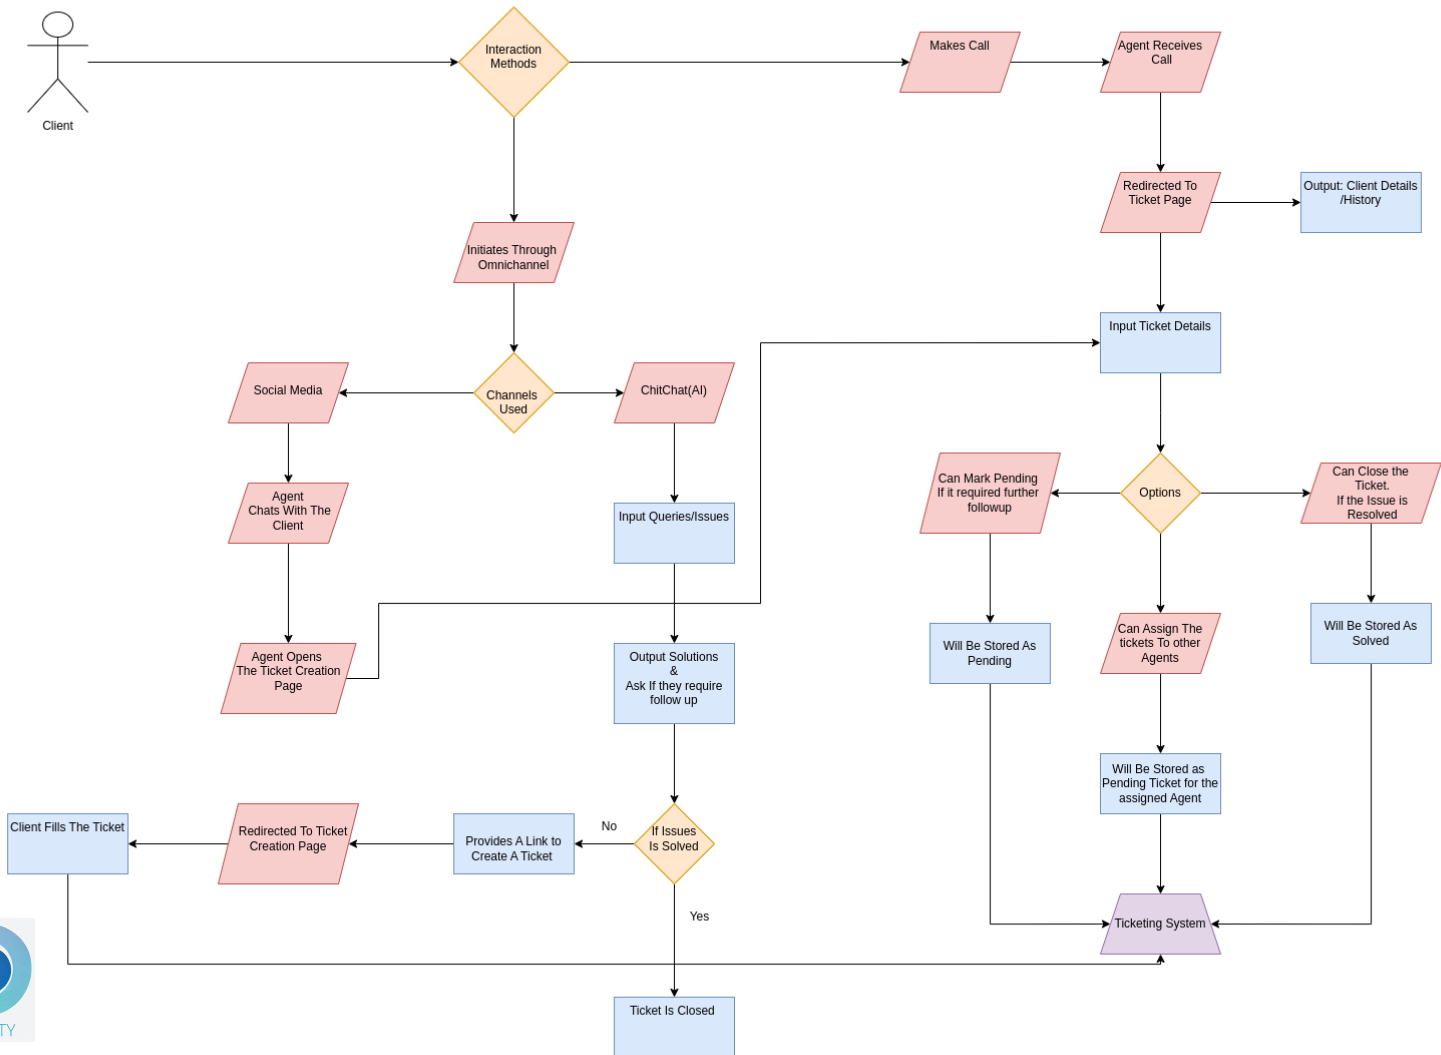 Client
Interaction
Methods
Makes Call
Agent Receives
Call
Redirected To
Ticket Page
Output: Client Details
/History
Initiates Through
Omnichannel
Input Ticket Details
Social Media
Channels
Used
ChitChat(AI)
Agent
Chats With The
Client
Input Queries/Issues
Can Mark Pending
If it required further
followup
Options
Can Close the
Ticket.
If the Issue is
Resolved
Agent Opens
The Ticket Creation
Page
Output Solutions
&
Ask If they require
follow up
Will Be Stored As
Pending
Can Assign The
tickets To other
Agents
Will Be Stored As
Solved
Will Be Stored as
Pending Ticket for the
assigned Agent
Client Fills The Ticket
Redirected To Ticket
Creation Page
Provides A Link to
Create A Ticket
No
If Issues
Is Solved
Yes
Ticketing System
Ticket Is Closed
TY